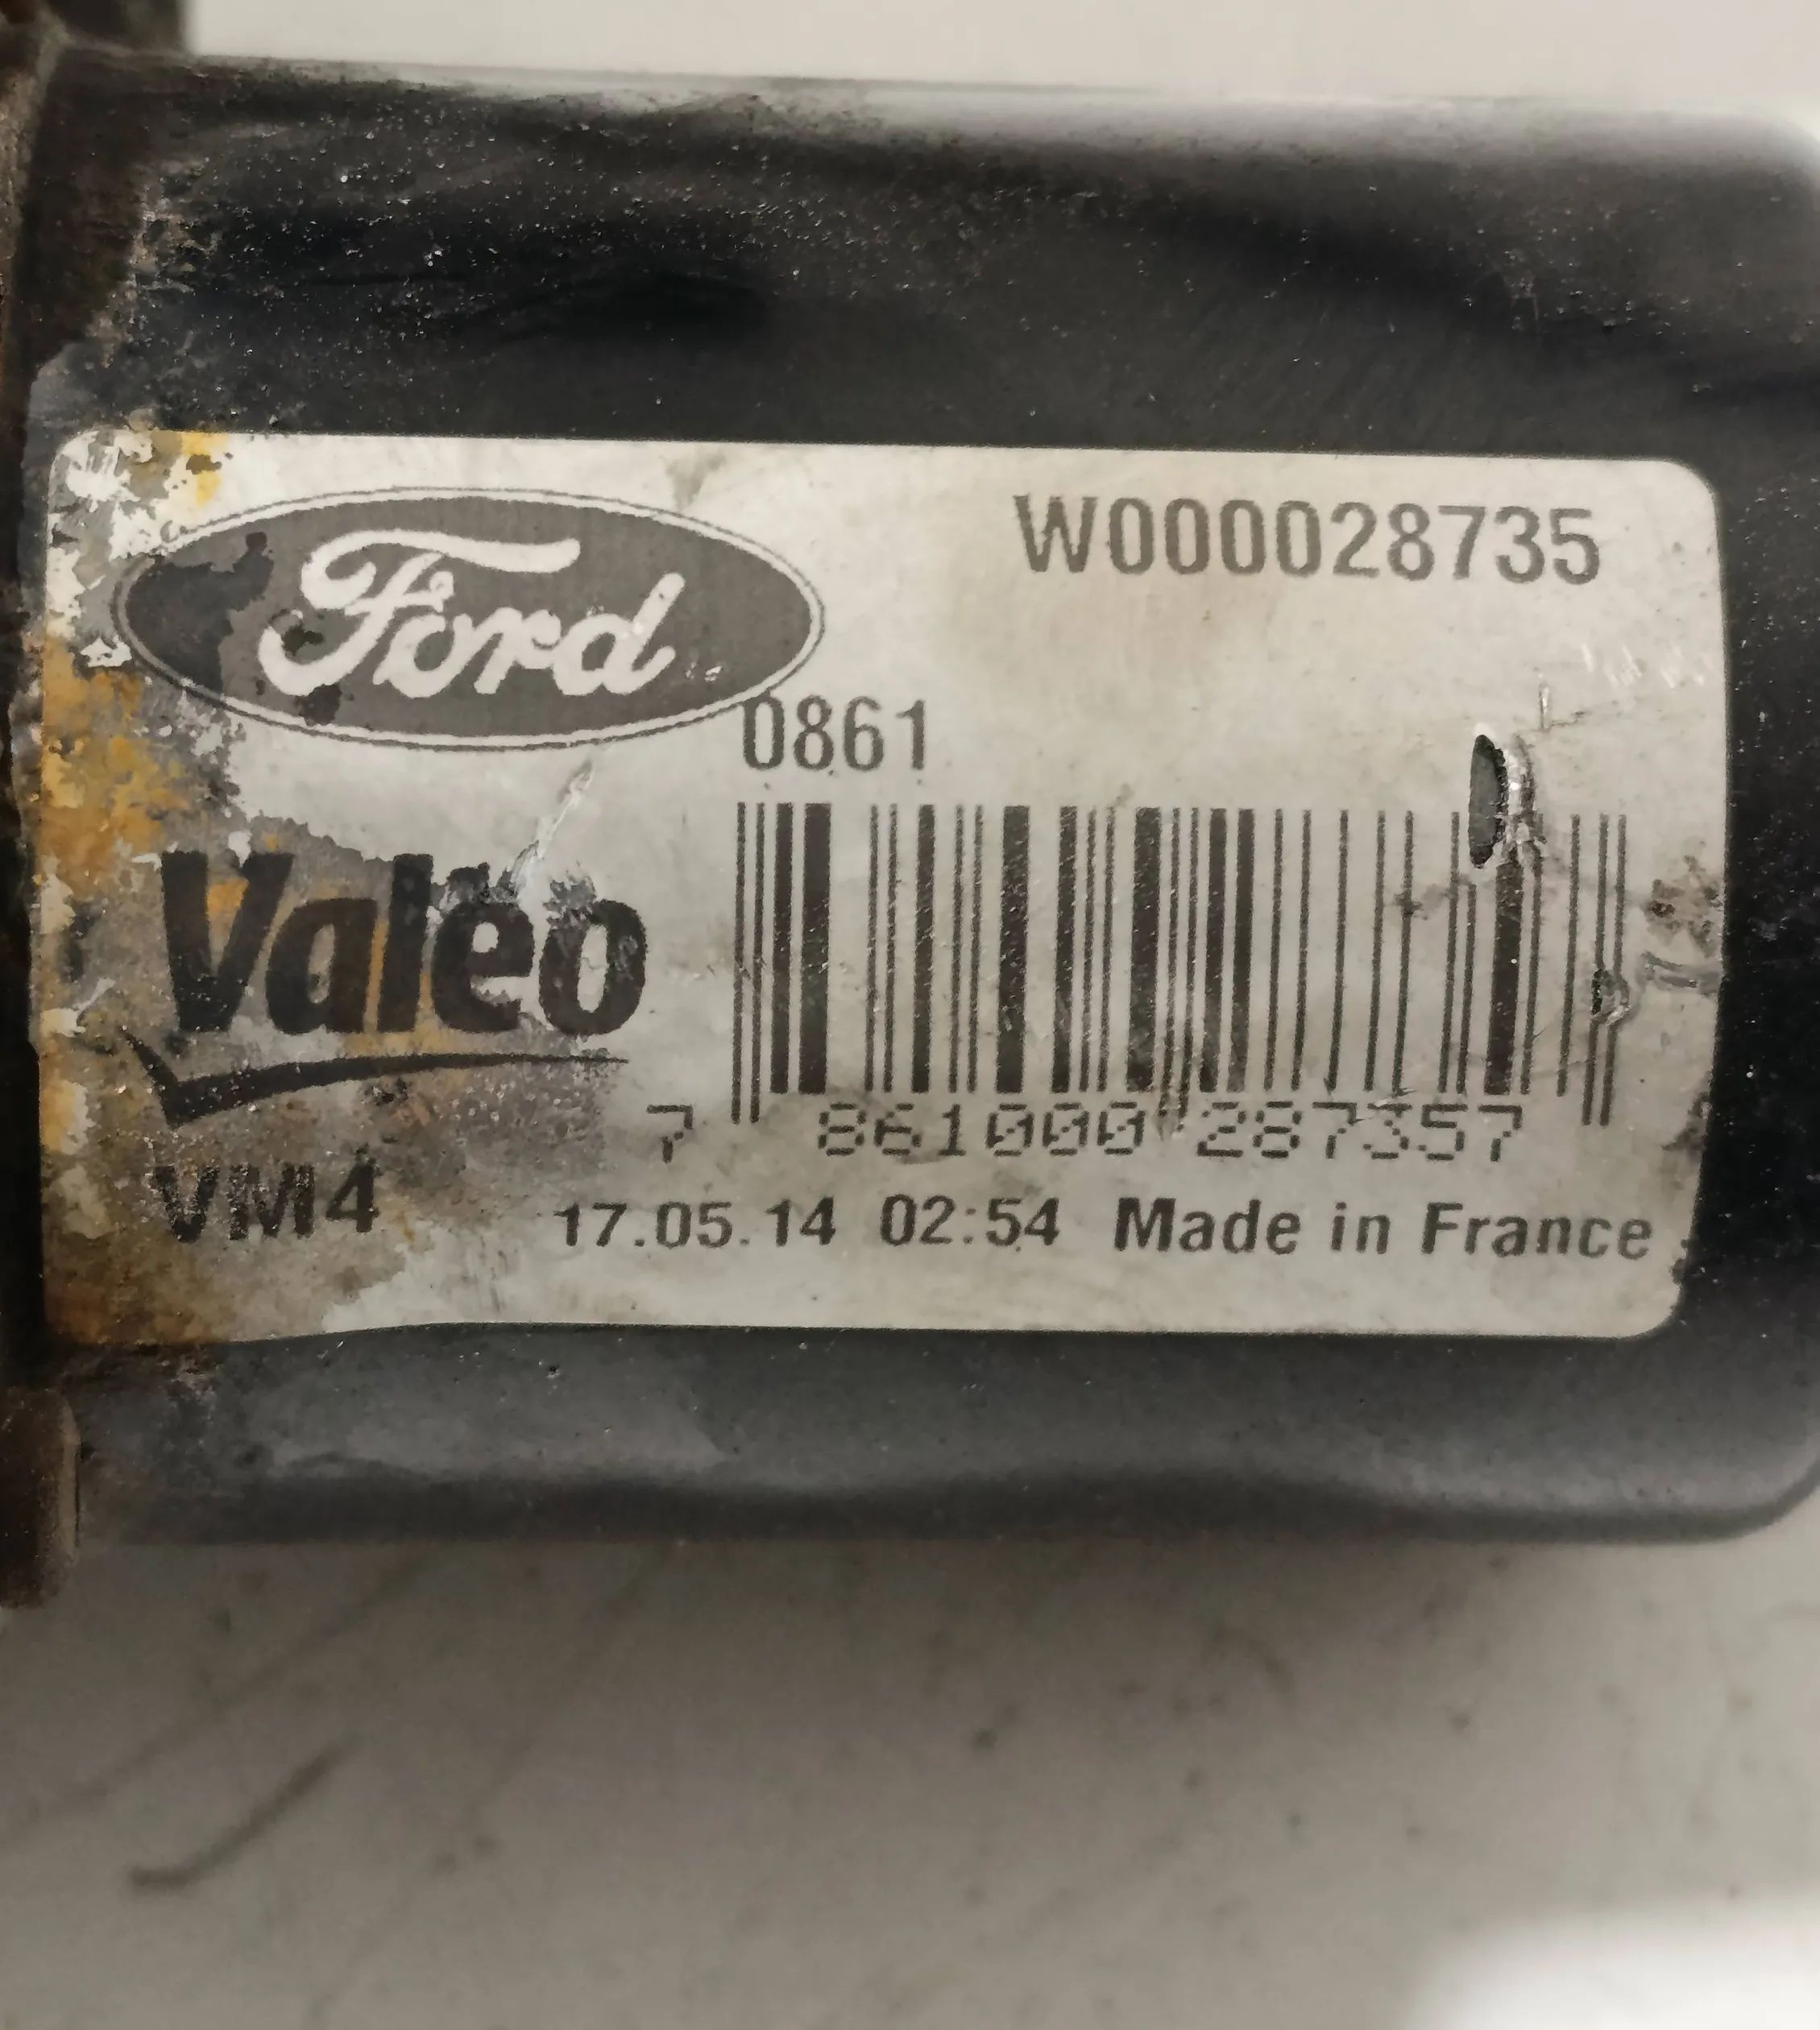 Ford
W000028735
0861
Valeo
7 861000 287357
VM4
17.05.14 02:54 Made in France